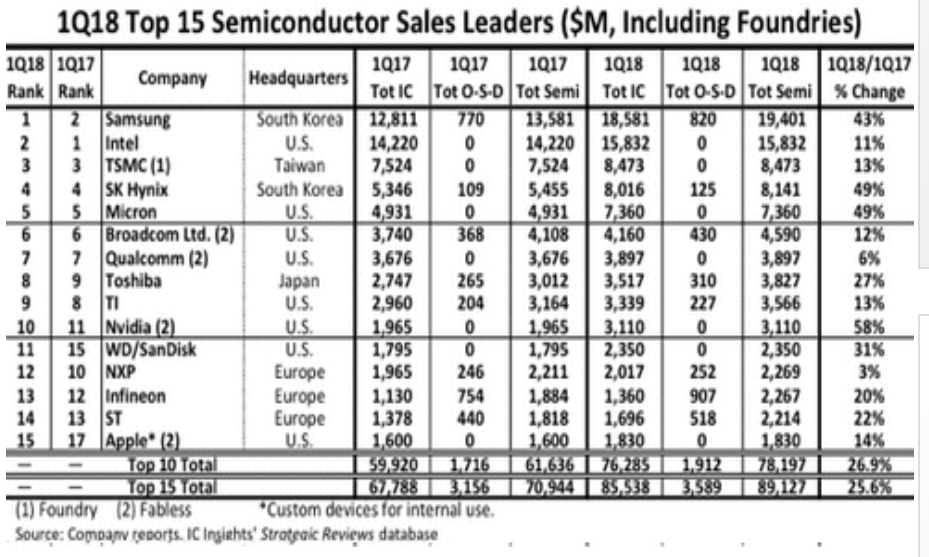 1Q18 Top 15 Semiconductor Sales Leaders ($M, Including Foundries)
1Q18 Rank 1Q17 Rank Company Headquarters 1Q17 Tot IC 1Q17 Tot O-S-D 1Q17 Tot Semi 1Q18 Tot IC 1Q18 Tot O-S-D 1Q18 Tot Semi 1Q18/1Q17 % Change
1 2 Samsung South Korea 12,811 770 13,581 18,581 820 19,401 43%
2 1 Intel U.S. 14,220 0 14,220 15,832 0 15,832 11%
3 3 TSMC (1) Taiwan 7,524 0 7,524 8,473 0 8,473 13%
4 4 SK Hynix South Korea 5,346 109 5,455 8,016 125 8,141 49%
5 5 Micron U.S. 4,931 0 4,931 7,360 0 7,360 49%
6 6 Broadcom Ltd. (2) U.S. 3,740 368 4,108 4,160 430 4,590 12%
7 7 Qualcomm (2) U.S. 3,676 0 3,676 3,897 0 3,897 6%
8 9 Toshiba Japan 2,747 265 3,012 3,517 310 3,827 27%
9 8 TI U.S. 2,960 204 3,164 3,339 227 3,566 13%
10 11 Nvidia (2) U.S. 1,965 0 1,965 3,110 0 3,110 58%
11 15 WD/SanDisk U.S. 1,795 0 1,795 2,350 0 2,350 31%
12 10 NXP Europe 1,965 246 2,211 2,017 252 2,269 3%
13 12 Infineon Europe 1,130 754 1,884 1,360 907 2,267 20%
14 13 ST Europe 1,378 440 1,818 1,696 518 2,214 22%
15 17 Apple* (2) U.S. 1,600 0 1,600 1,830 0 1,830 14%
— — Top 10 Total 59,920 1,716 61,636 76,285 1,912 78,197 26.9%
— — Top 15 Total 67,788 3,156 70,944 85,538 3,589 89,127 25.6%
(1) Foundry (2) Fabless *Custom devices for internal use.
Source: Company reports, IC Insights' Strategic Reviews database